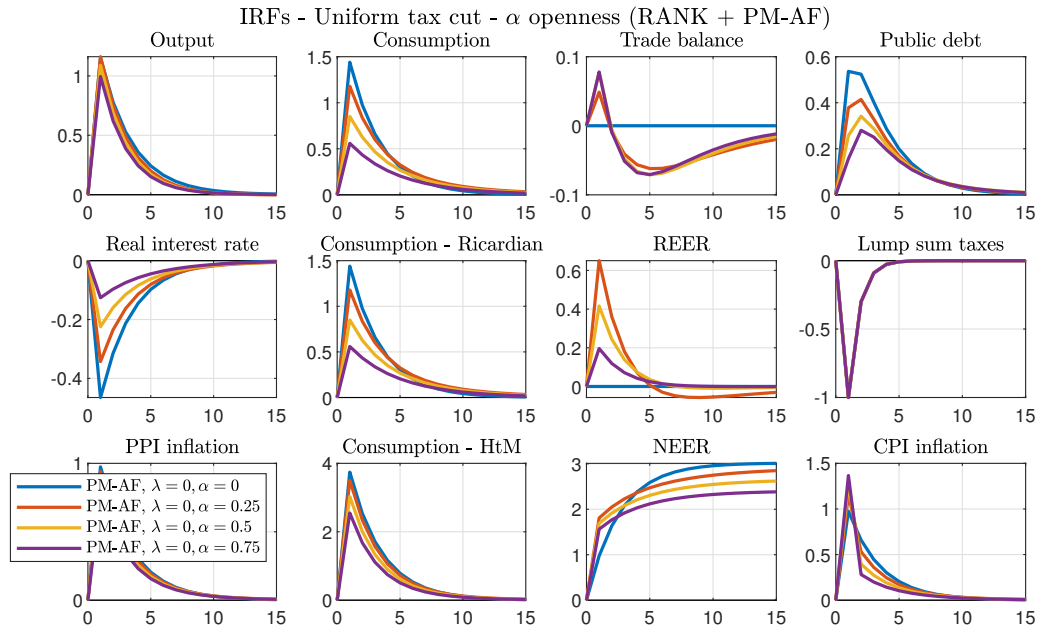 IRFs - Uniform tax cut - α openness (RANK + PM-AF)
Output
Consumption
Trade balance
Public debt
1
0.5
0
0 5 10 15
1.5
1
0.5
0
0 5 10 15
0.1
0
-0.1
0 5 10 15
0.6
0.4
0.2
0
0 5 10 15
Real interest rate
Consumption - Ricardian
REER
Lump sum taxes
0
-0.2
-0.4
0 5 10 15
1.5
1
0.5
0
0 5 10 15
0.6
0.4
0.2
0
0 5 10 15
0
-0.5
-1
0 5 10 15
PPI inflation
Consumption - HtM
NEER
CPI inflation
1
0
0 5 10 15
PM-AF, λ = 0, α = 0
PM-AF, λ = 0, α = 0.25
PM-AF, λ = 0, α = 0.5
PM-AF, λ = 0, α = 0.75
4
2
0
0 5 10 15
3
2
1
0
0 5 10 15
1.5
1
0.5
0
0 5 10 15